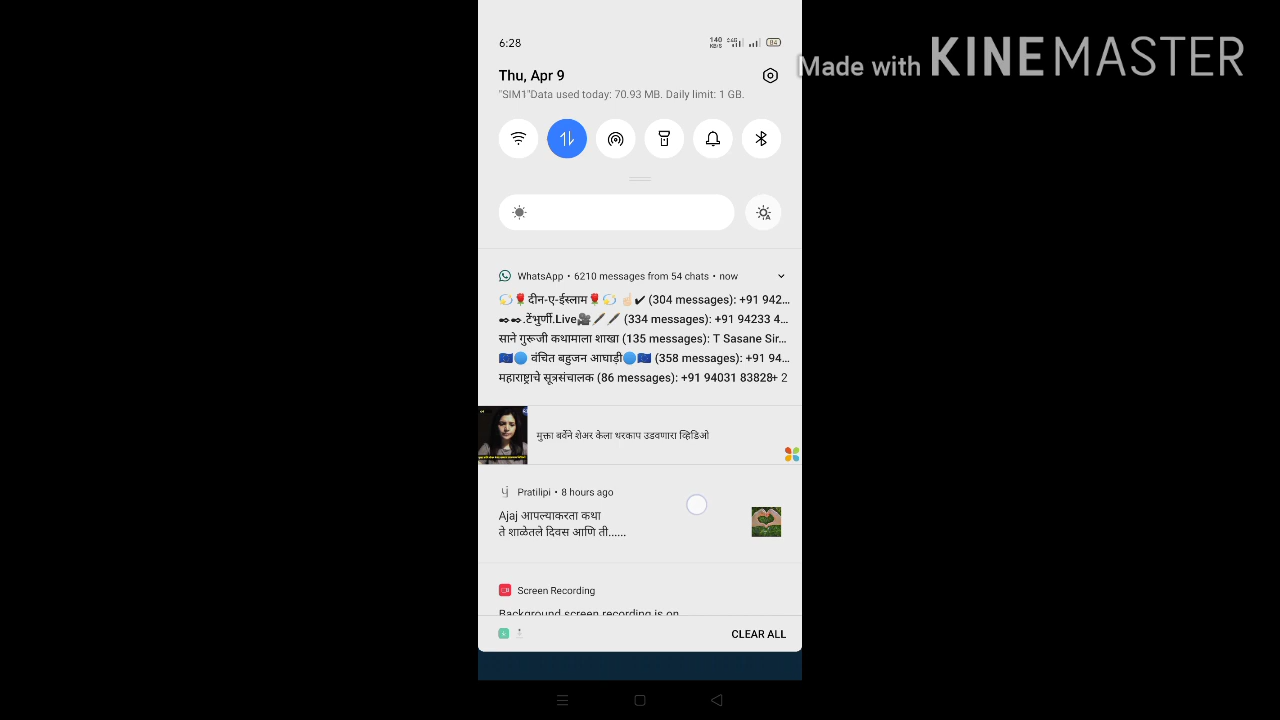 6:28
140 KB/S
84
Made with KINEMASTER
Thu, Apr 9
"SIM1"Data used today: 70.93 MB. Daily limit: 1 GB.
WhatsApp • 6210 messages from 54 chats • now
💫🌹दीन-ए-ईस्लाम🌹💫 ☝🏻✔ (304 messages): +91 942...
✒✒.टेंभुर्णी.Live🎥🖊🖊 (334 messages): +91 94233 4...
साने गुरूजी कथामाला शाखा (135 messages): T Sasane Sir...
🇪🇺🔵 वंचित बहुजन आघाडी🔵🇪🇺 (358 messages): +91 94...
महाराष्ट्राचे सूत्रसंचालक (86 messages): +91 94031 83828 + 2
मुक्ता बर्वेने शेअर केला थरकाप उडवणारा व्हिडिओ
Pratilipi • 8 hours ago
Ajaj आपल्याकरता कथा
ते शाळेतले दिवस आणि ती......
Screen Recording
Background screen recording is on
CLEAR ALL